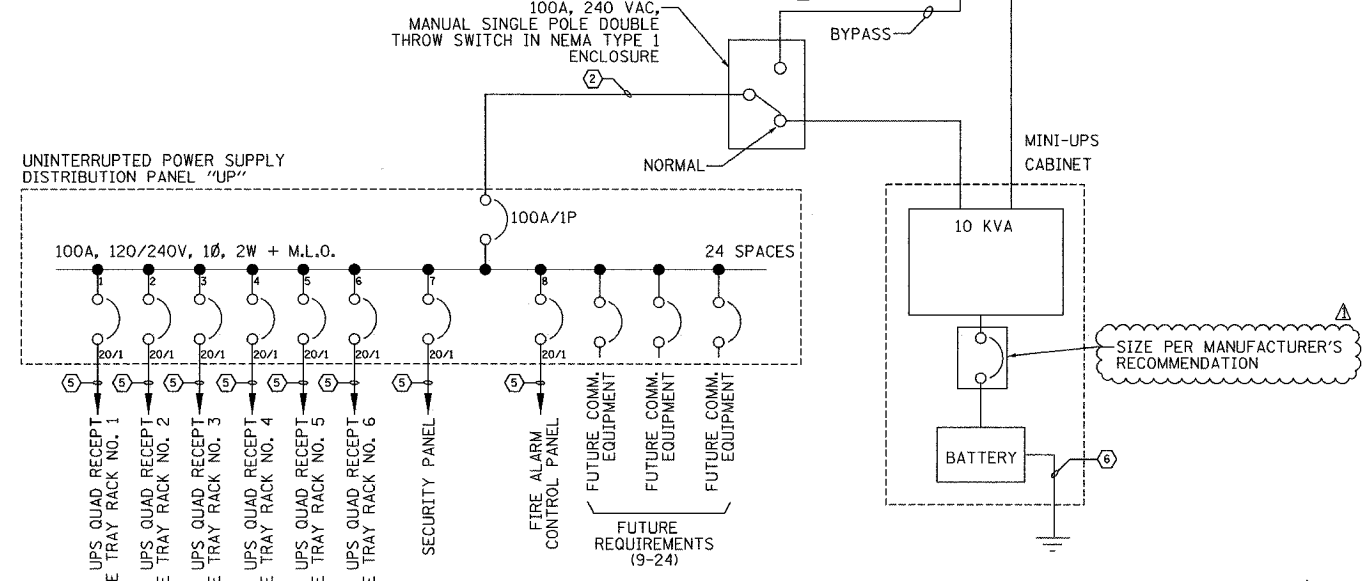 100A, 240 VAC,
MANUAL SINGLE POLE DOUBLE
THROW SWITCH IN NEMA TYPE 1
ENCLOSURE
BYPASS
2
NORMAL
MINI-UPS
CABINET
UNINTERRUPTED POWER SUPPLY
DISTRIBUTION PANEL "UP"
100A/1P
10 KVA
100A, 120/240V, 1Ø, 2W + M.L.O.
24 SPACES
1
2
3
4
5
6
7
8
20/1
20/1
20/1
20/1
20/1
20/1
20/1
20/1
1
SIZE PER MANUFACTURER'S
RECOMMENDATION
5
5
5
5
5
5
5
5
UPS QUAD RECEPT
E TRAY RACK NO. 1
UPS QUAD RECEPT
E TRAY RACK NO. 2
UPS QUAD RECEPT
E TRAY RACK NO. 3
UPS QUAD RECEPT
E TRAY RACK NO. 4
UPS QUAD RECEPT
E TRAY RACK NO. 5
UPS QUAD RECEPT
E TRAY RACK NO. 6
SECURITY PANEL
FIRE ALARM
CONTROL PANEL
FUTURE COMM.
EQUIPMENT
FUTURE COMM.
EQUIPMENT
FUTURE COMM.
EQUIPMENT
FUTURE
REQUIREMENTS
(9-24)
BATTERY
6